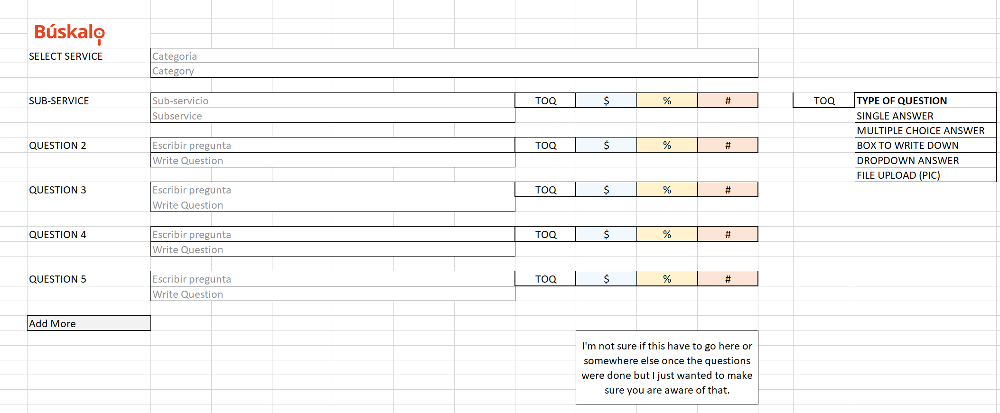 Búskalo
SELECT SERVICE Categoría
Category
SUB-SERVICE Sub-servicio TOQ $ % # TOQ TYPE OF QUESTION
Subservice SINGLE ANSWER
MULTIPLE CHOICE ANSWER
QUESTION 2 Escribir pregunta TOQ $ % # BOX TO WRITE DOWN
Write Question DROPDOWN ANSWER
FILE UPLOAD (PIC)
QUESTION 3 Escribir pregunta TOQ $ % #
Write Question
QUESTION 4 Escribir pregunta TOQ $ % #
Write Question
QUESTION 5 Escribir pregunta TOQ $ % #
Write Question
Add More
I'm not sure if this have to go here or
somewhere else once the questions
were done but I just wanted to make
sure you are aware of that.